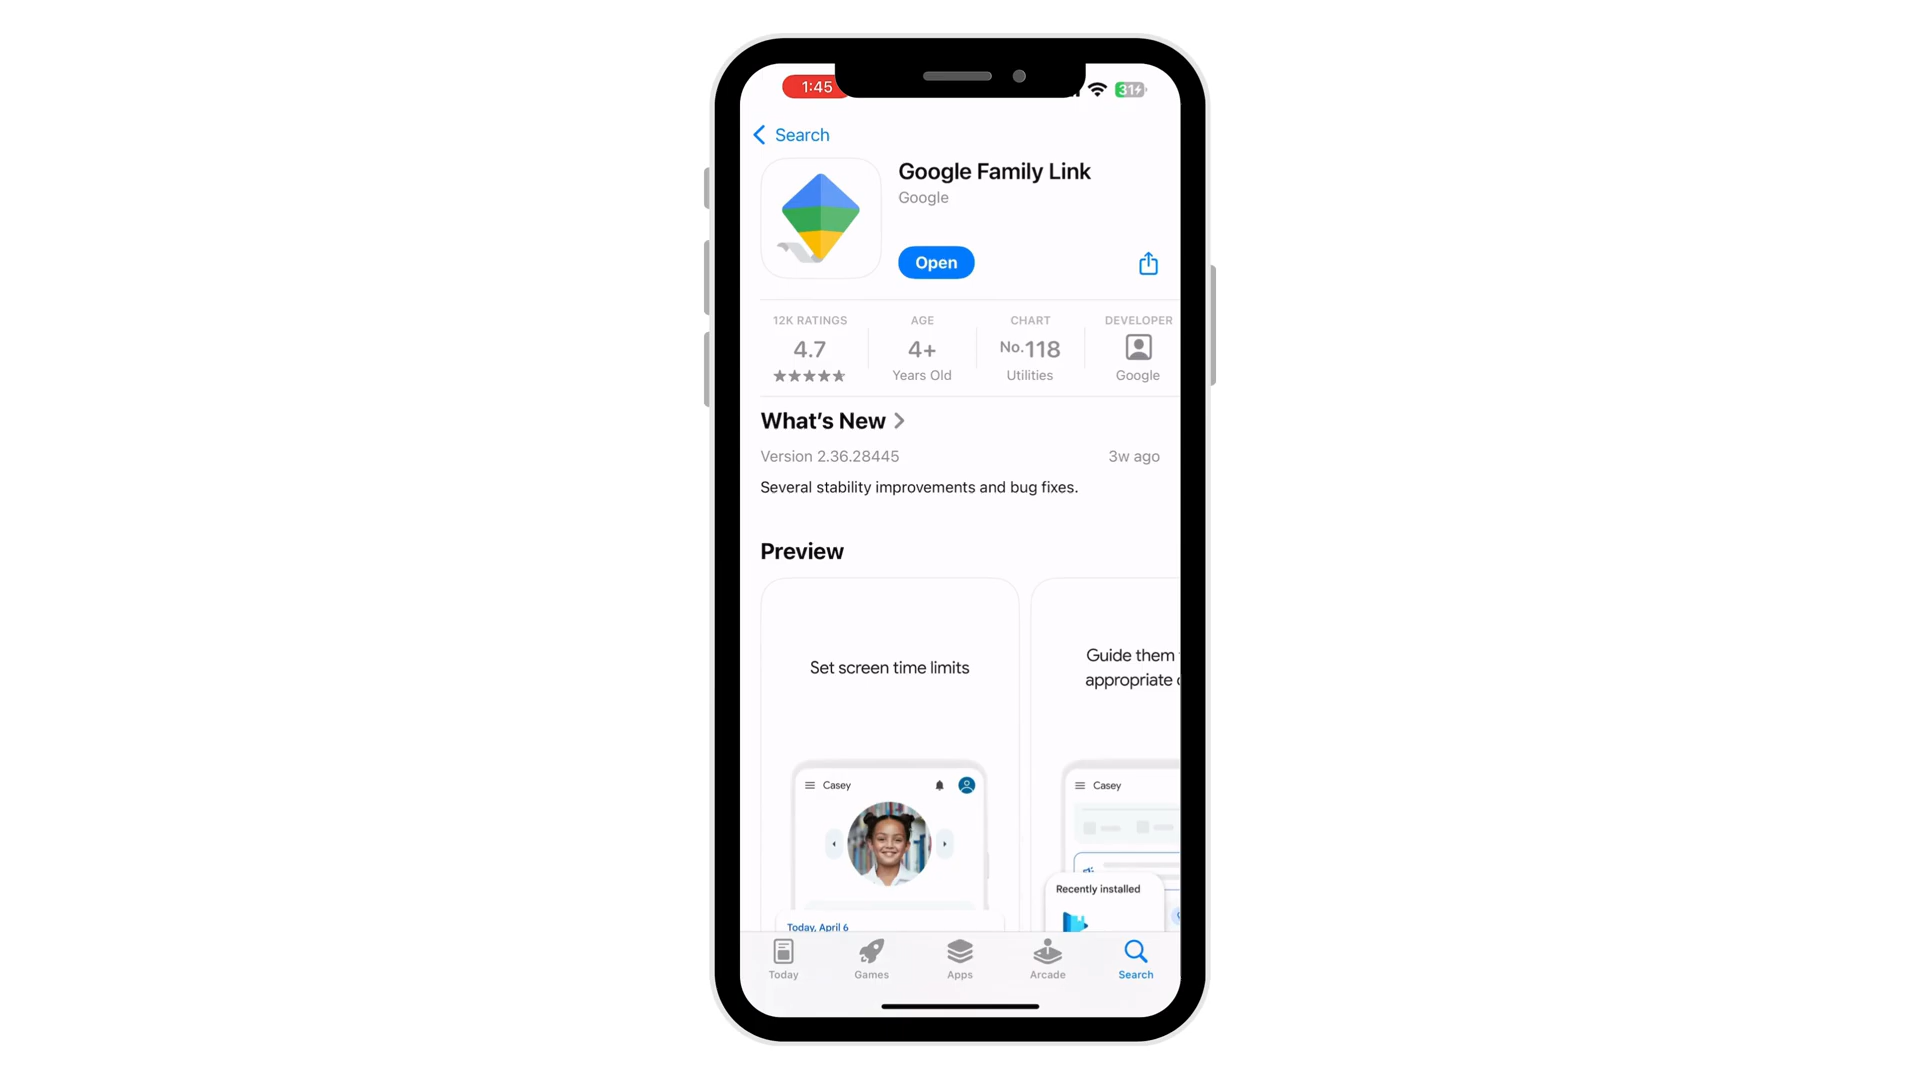 1:45
31
Search
Google Family Link
Google
Open
12K RATINGS
4.7
AGE
4+
Years Old
CHART
No.118
Utilities
DEVELOPER
Google
What's New
Version 2.36.28445
3w ago
Several stability improvements and bug fixes.
Preview
Set screen time limits
Guide them
appropriate
Casey
Casey
Recently installed
Today, April 6
Today
Games
Apps
Arcade
Search